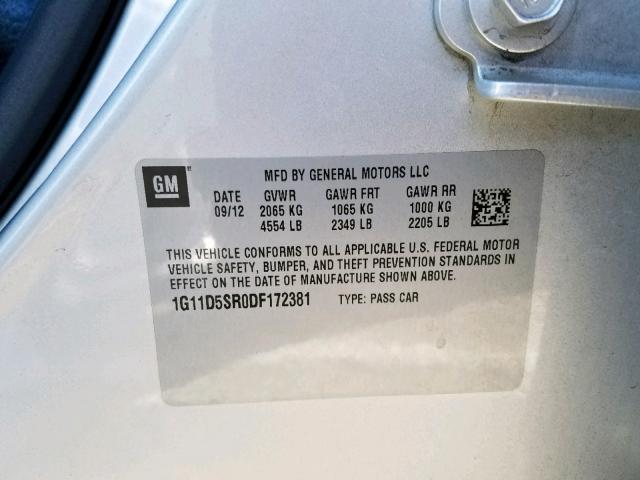 GM
MFD BY GENERAL MOTORS LLC
DATE GVWR GAWR FRT GAWR RR
09/12 2065 KG 1065 KG 1000 KG
4554 LB 2349 LB 2205 LB
THIS VEHICLE CONFORMS TO ALL APPLICABLE U.S. FEDERAL MOTOR
VEHICLE SAFETY, BUMPER, AND THEFT PREVENTION STANDARDS IN
EFFECT ON THE DATE OF MANUFACTURE SHOWN ABOVE.
1G11D5SR0DF172381 TYPE: PASS CAR